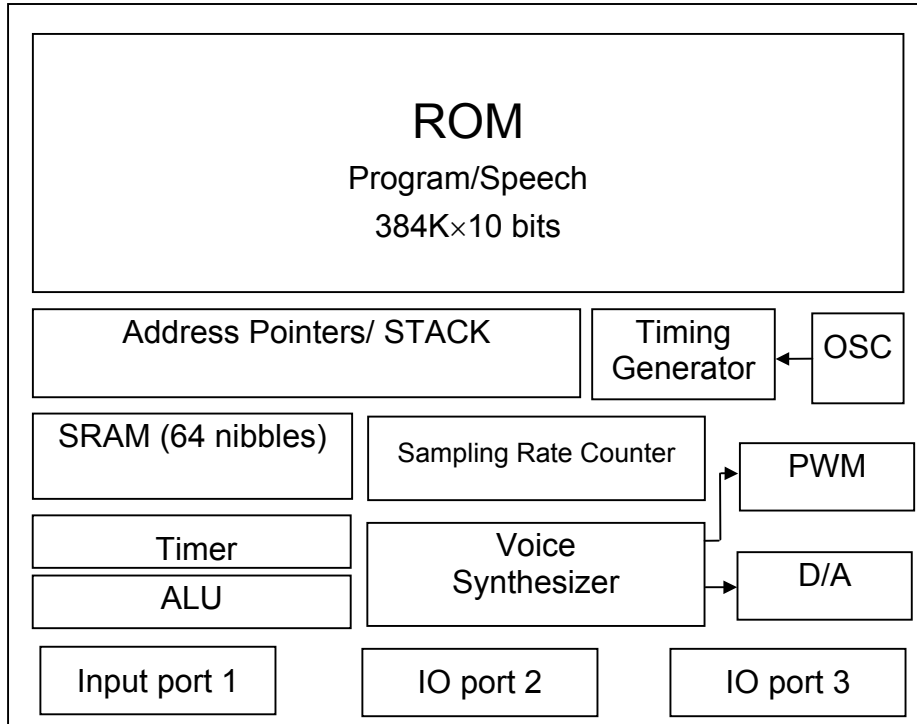 ROM
Program/Speech
384K×10 bits
Address Pointers/ STACK
Timing
Generator
OSC
SRAM (64 nibbles)
Sampling Rate Counter
PWM
Timer
Voice
Synthesizer
D/A
ALU
Input port 1
IO port 2
IO port 3